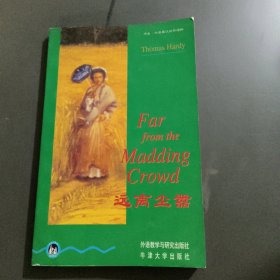 Thomas Hardy
Far
from the
Madding
Crowd
远离尘嚣
外语教学与研究出版社
牛津大学出版社